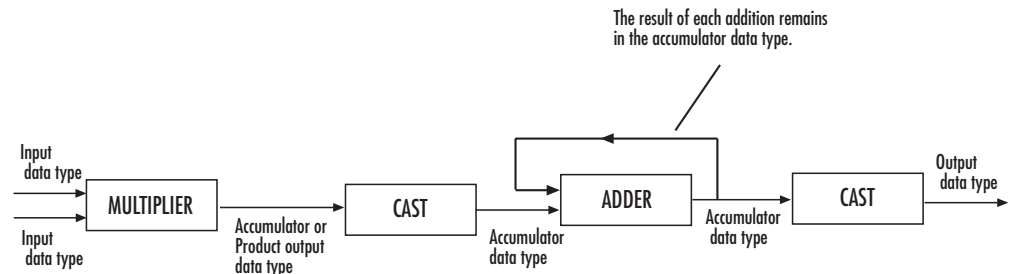 The result of each addition remains
in the accumulator data type.
Input
data type
MULTIPLIER
Input
data type
Accumulator or
Product output
data type
CAST
Accumulator
data type
ADDER
Accumulator
data type
CAST
Output
data type